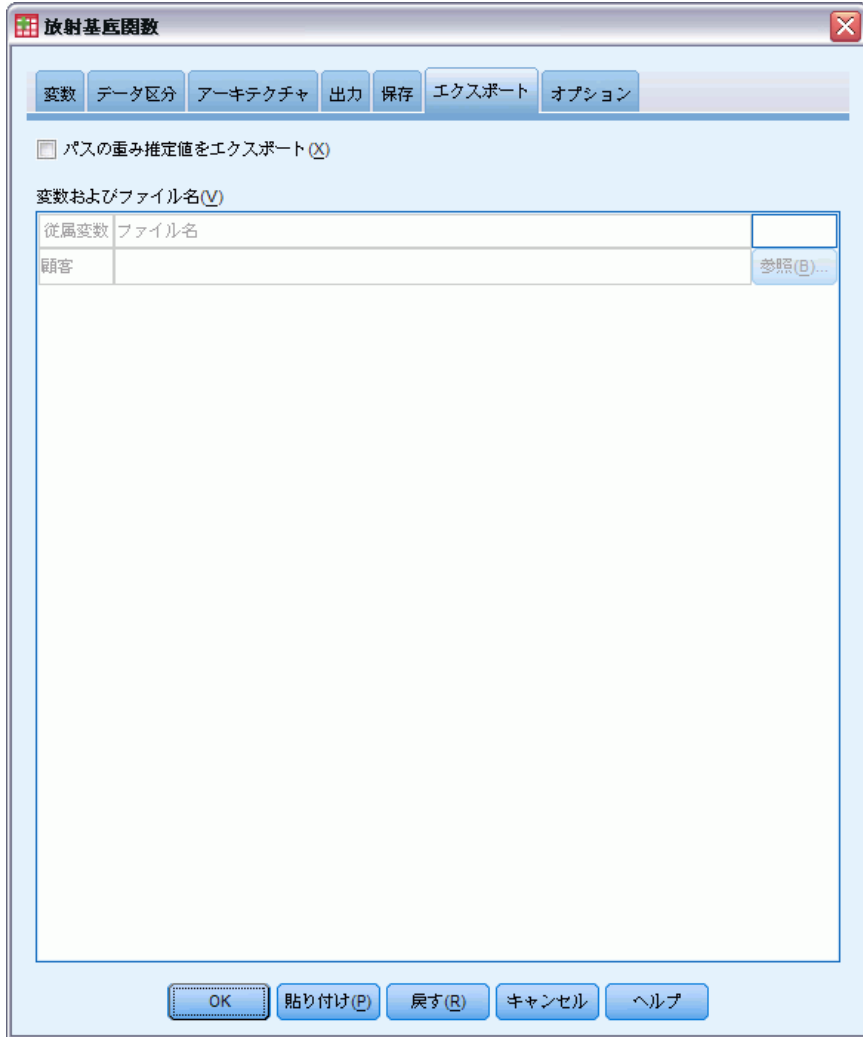 放射基底関数
変数 データ区分 アーキテクチャ 出力 保存 エクスポート オプション
パスの重み推定値をエクスポート(X)
変数およびファイル名(V)
従属変数 ファイル名
顧客 参照(B)...
OK 貼り付け(P) 戻す(R) キャンセル ヘルプ